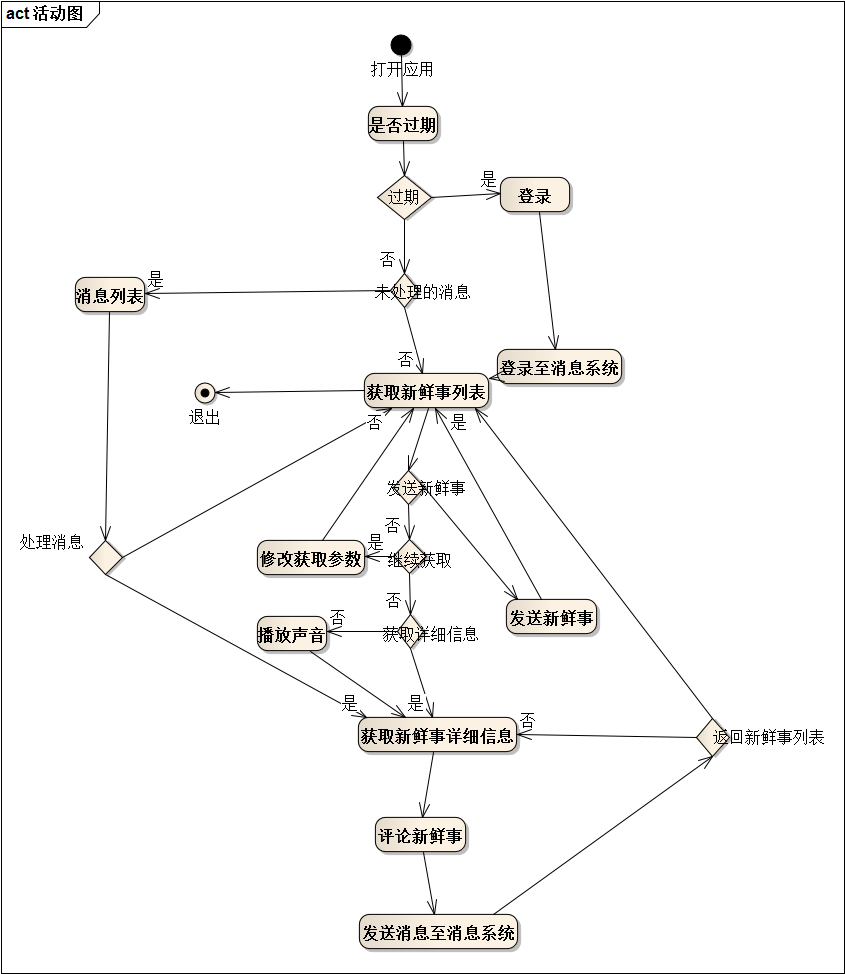 act 活动图
打开应用
是否过期
过期
是
登录
否
未处理的消息
是
消息列表
否
登录至消息系统
获取新鲜事列表
退出
否
是
发送新鲜事
处理消息
否
是
修改获取参数
继续获取
否
发送新鲜事
否
播放声音
获取详细信息
是
是
否
获取新鲜事详细信息
返回新鲜事列表
评论新鲜事
发送消息至消息系统